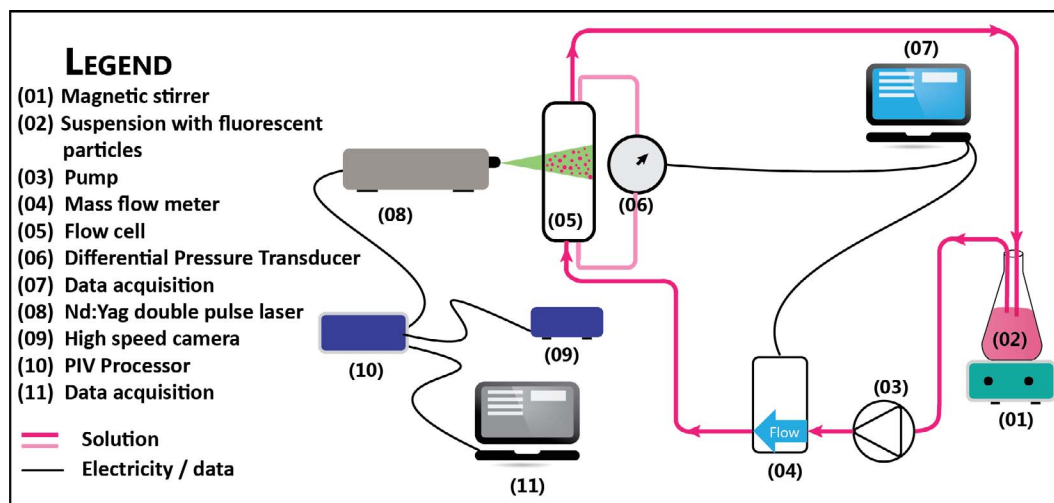 LEGEND
(01) Magnetic stirrer
(02) Suspension with fluorescent
particles
(03) Pump
(04) Mass flow meter
(05) Flow cell
(06) Differential Pressure Transducer
(07) Data acquisition
(08) Nd:Yag double pulse laser
(09) High speed camera
(10) PIV Processor
(11) Data acquisition
Solution
Electricity / data
(07)
(08)
(05)
(06)
(10)
(09)
(11)
Flow
(04)
(03)
(02)
(01)